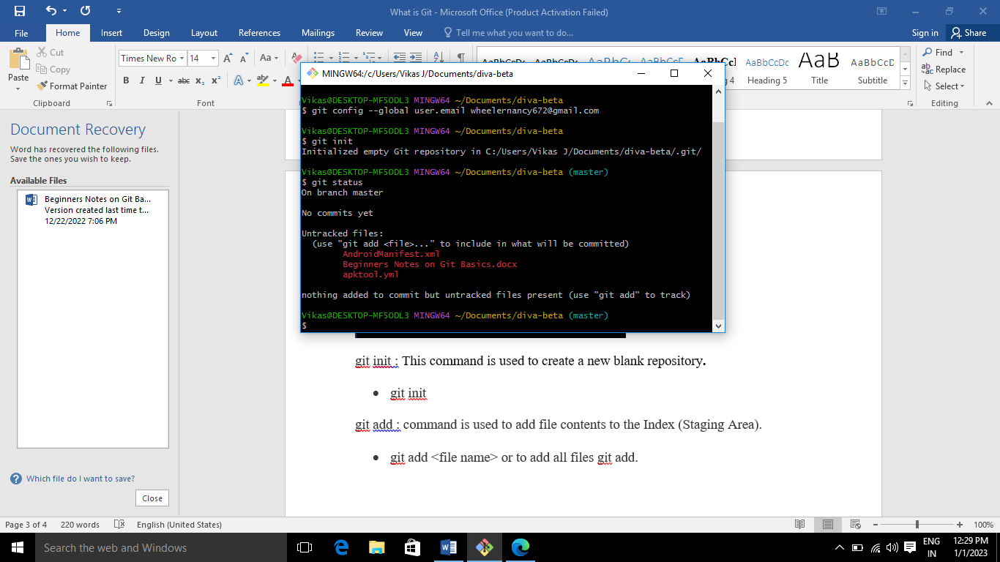 What is Git - Microsoft Office (Product Activation Failed)
File Home Insert Design Layout References Mailings Review View Tell me what you want to do... Sign in Share
Paste
Cut
Copy
Format Painter
Clipboard
Times New Ro 14 Aa
B I U abc x₂ x² A ab A
Font
AaBbCcDc AaBbCcDc AaBbC AaBbCcD AaBbCcI AaBbCcDc AaB AaBbCcD
4 Heading 5 Title Subtitle
Find
Replace
Select
Editing
Document Recovery
Word has recovered the following files.
Save the ones you wish to keep.
Available Files
Beginners Notes on Git Ba...
Version created last time t...
12/22/2022 7:06 PM
Which file do I want to save?
Close
MINGW64:/c/Users/Vikas J/Documents/diva-beta
Vikas@DESKTOP-MF5ODL3 MINGW64 ~/Documents/diva-beta
$ git config --global user.email wheelernancy672@gmail.com
Vikas@DESKTOP-MF5ODL3 MINGW64 ~/Documents/diva-beta
$ git init
Initialized empty Git repository in C:/Users/Vikas J/Documents/diva-beta/.git/
Vikas@DESKTOP-MF5ODL3 MINGW64 ~/Documents/diva-beta (master)
$ git status
On branch master
No commits yet
Untracked files:
(use "git add <file>..." to include in what will be committed)
AndroidManifest.xml
Beginners Notes on Git Basics.docx
apktool.yml
nothing added to commit but untracked files present (use "git add" to track)
Vikas@DESKTOP-MF5ODL3 MINGW64 ~/Documents/diva-beta (master)
$
git init : This command is used to create a new blank repository.
• git init
git add : command is used to add file contents to the Index (Staging Area).
• git add <file name> or to add all files git add.
Page 3 of 4 220 words English (United States) 100%
Search the web and Windows
ENG
IN
12:29 PM
1/1/2023